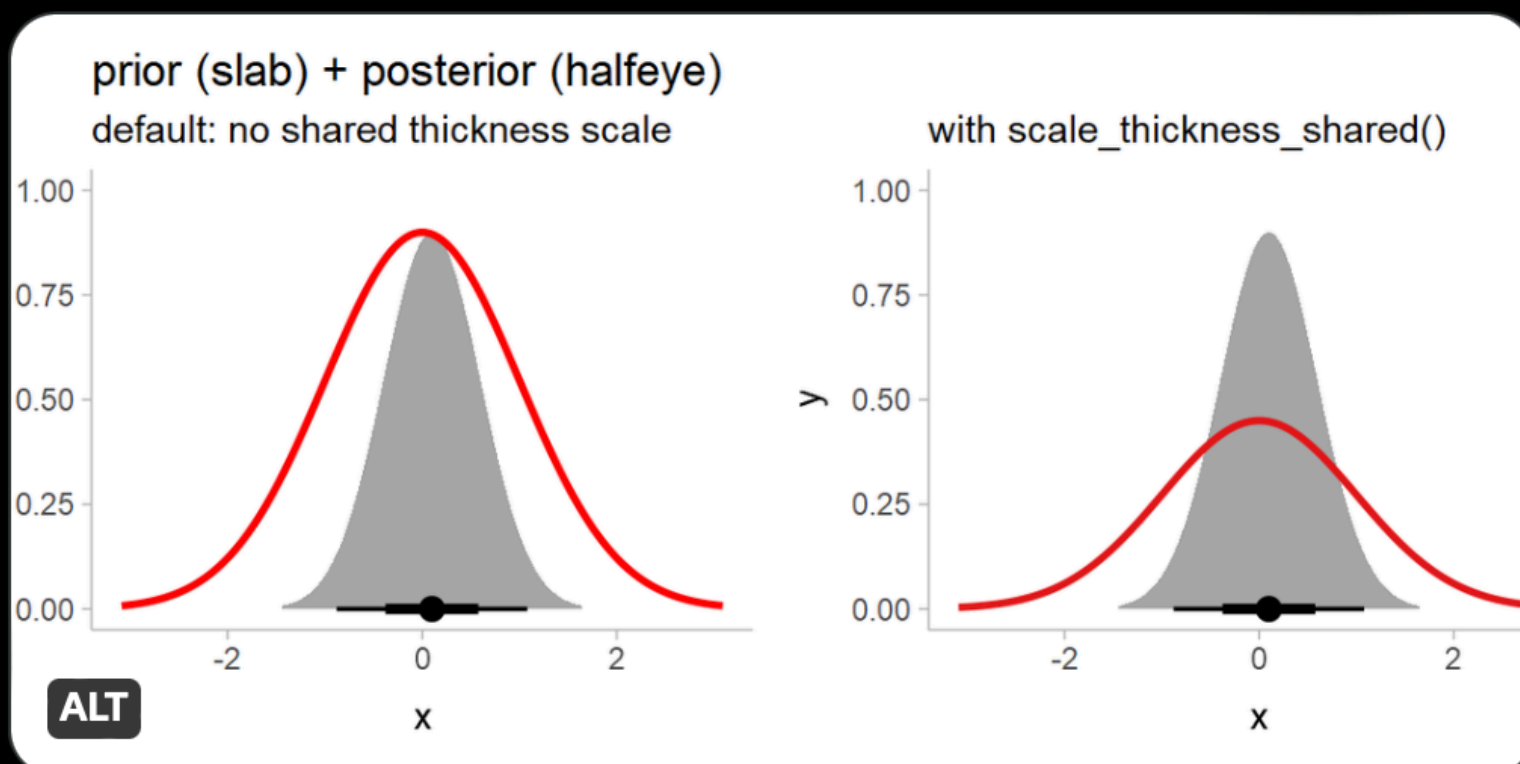 prior (slab) + posterior (halfeye)
default: no shared thickness scale
1.00
0.75
0.50
0.25
0.00
-2 0 2
x
with scale_thickness_shared()
y
1.00
0.75
0.50
0.25
0.00
-2 0 2
x
ALT